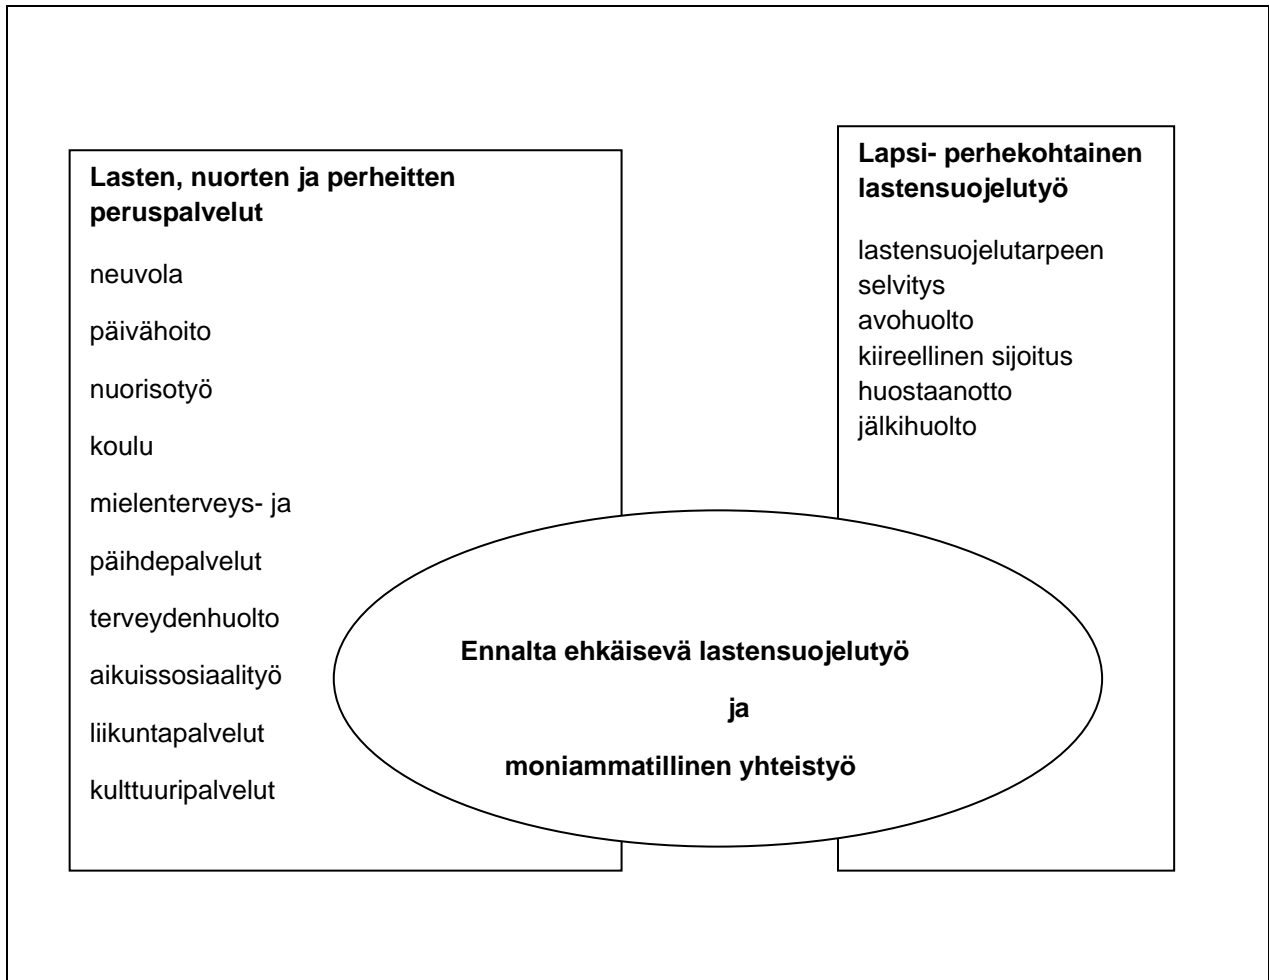 Lasten, nuorten ja perheitten
peruspalvelut
neuvola
päivähoito
nuorisotyö
koulu
mielenterveys- ja
päihdepalvelut
terveydenhuolto
aikuissosiaalityö
liikuntapalvelut
kulttuuripalvelut
Lapsi- perhekohtainen
lastensuojelutyö
lastensuojelutarpeen
selvitys
avohuolto
kiireellinen sijoitus
huostaanotto
jälkihuolto
Ennalta ehkäisevä lastensuojelutyö
ja
moniammatillinen yhteistyö